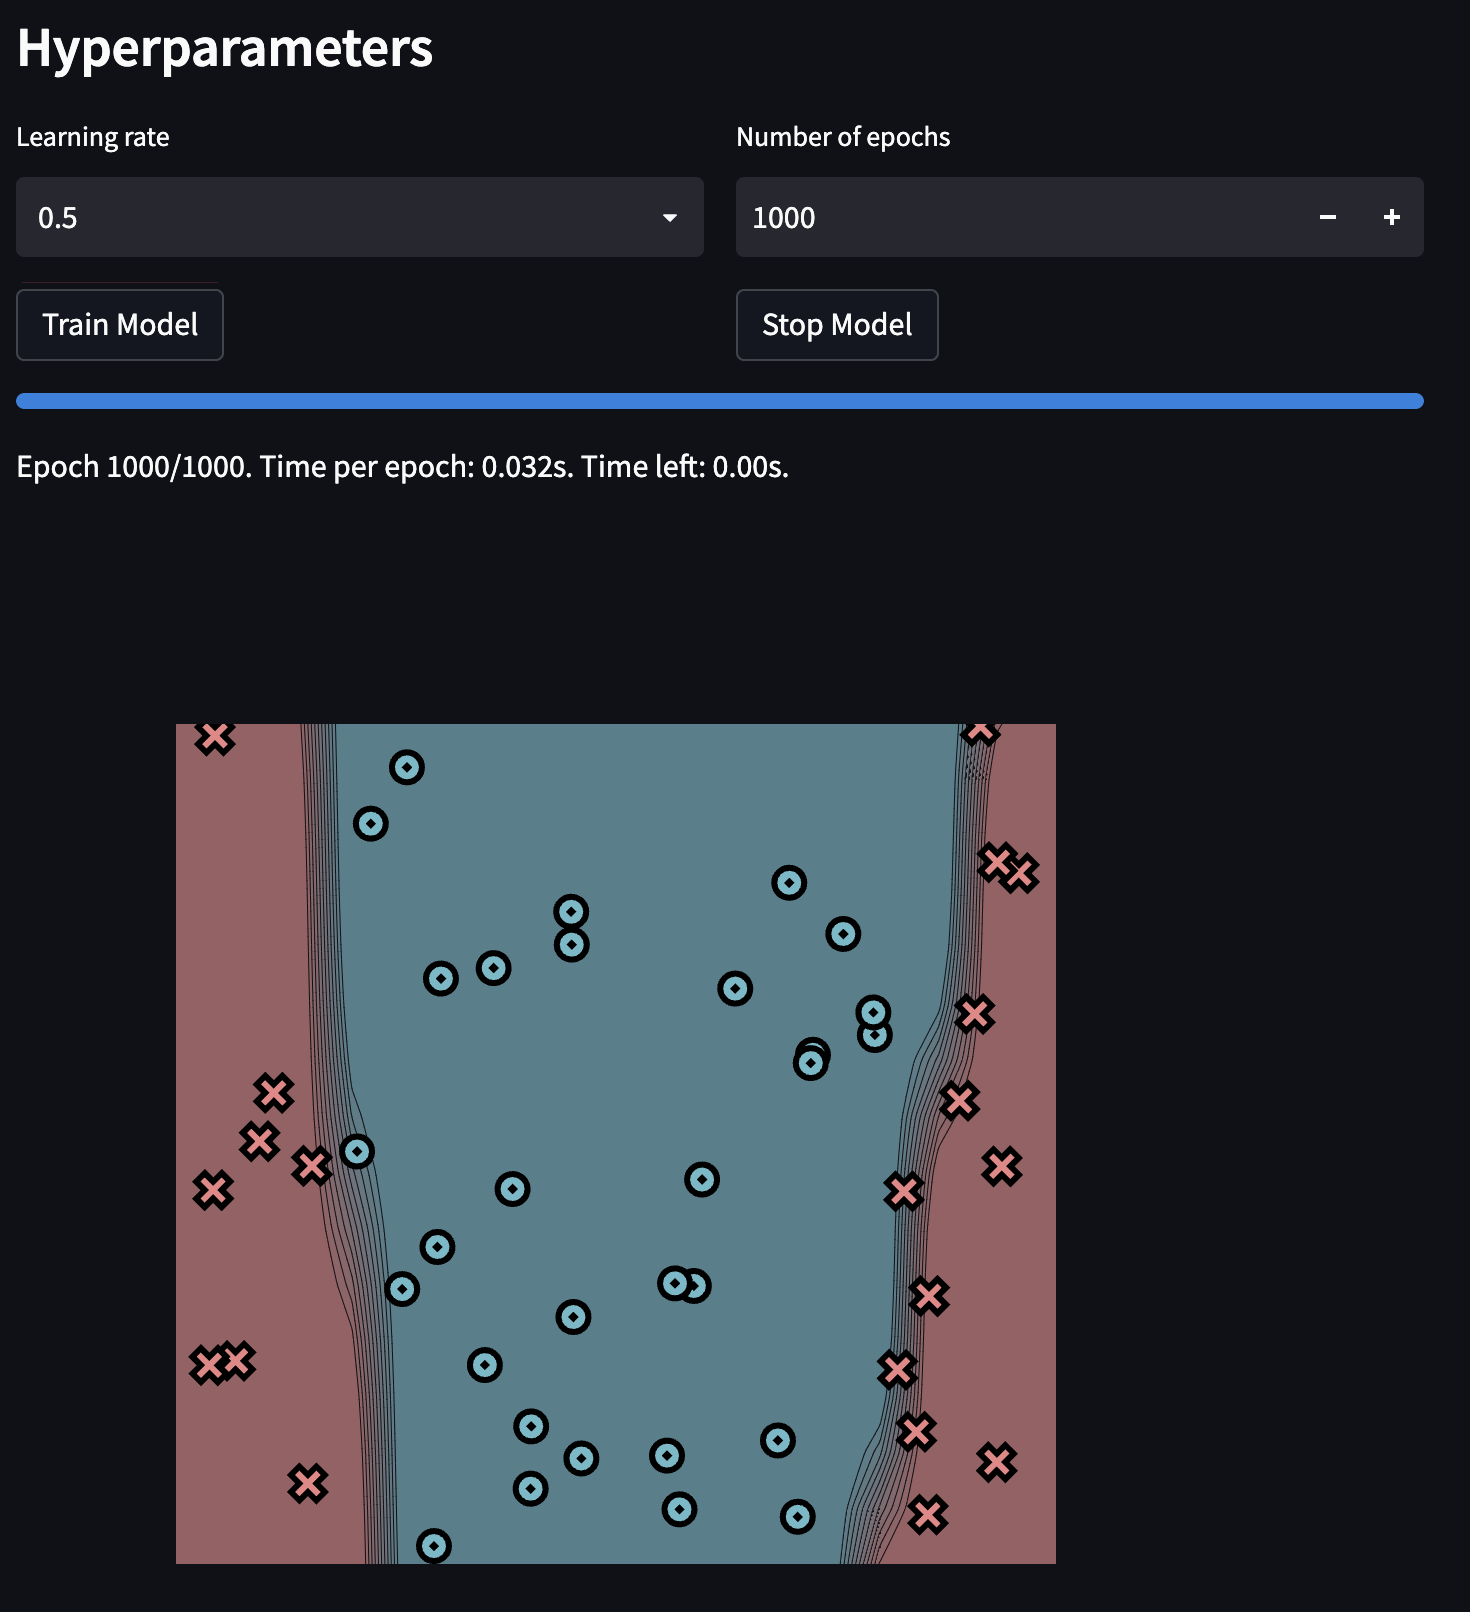 Hyperparameters
Learning rate
Number of epochs
0.5
1000
Train Model
Stop Model
Epoch 1000/1000. Time per epoch: 0.032s. Time left: 0.00s.